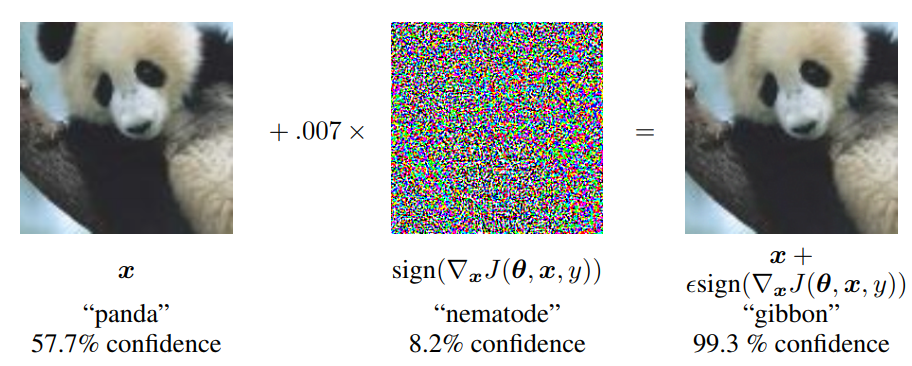 + .007 ×
=
x
sign(∇ₓJ(θ, x, y))
x +
ϵsign(∇ₓJ(θ, x, y))
“panda”
“nematode”
“gibbon”
57.7% confidence
8.2% confidence
99.3 % confidence